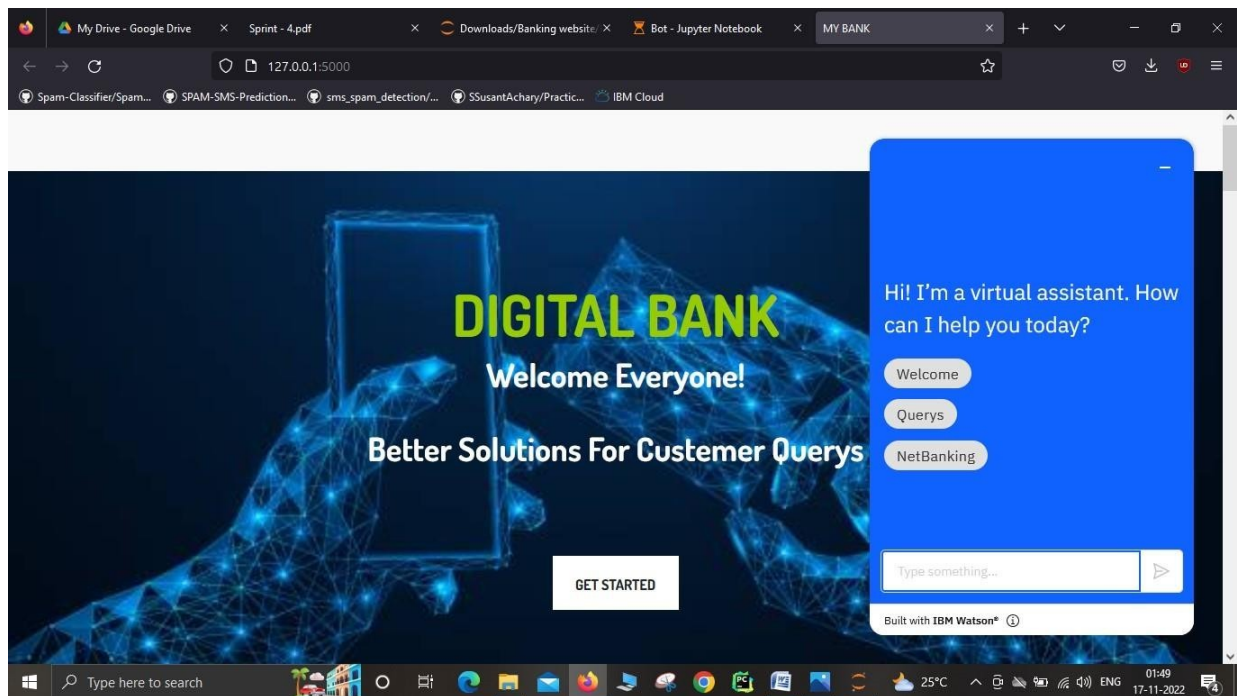 My Drive - Google Drive
Sprint - 4.pdf
Downloads/Banking website/
Bot - Jupyter Notebook
MY BANK
127.0.0.1:5000
Spam-Classifier/Spam...
SPAM-SMS-Prediction...
sms_spam_detection/...
SSusantAchary/Practic...
IBM Cloud
DIGITAL BANK
Welcome Everyone!
Better Solutions For Custemer Querys
GET STARTED
Hi! I'm a virtual assistant. How
can I help you today?
Welcome
Querys
NetBanking
Type something...
Built with IBM Watson®
Type here to search
25°C
ENG
01:49
17-11-2022
4